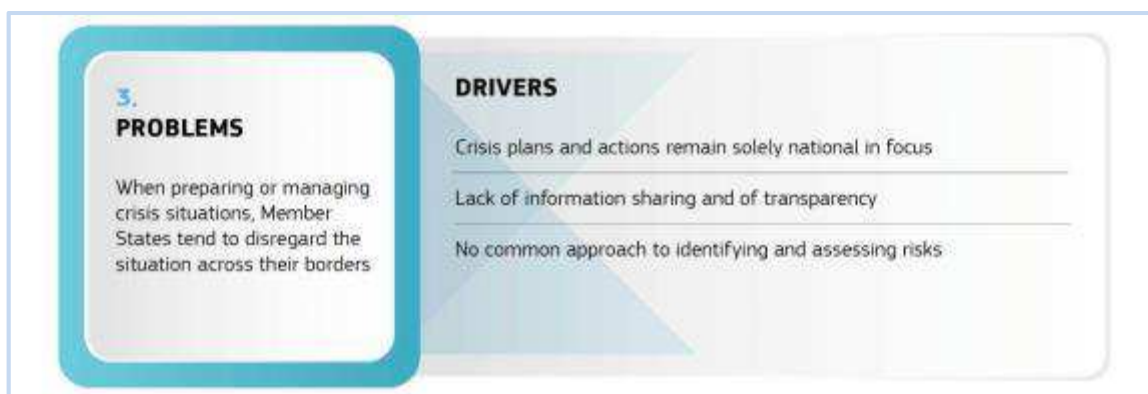 3.
PROBLEMS
When preparing or managing
crisis situations, Member
States tend to disregard the
situation across their borders
DRIVERS
Crisis plans and actions remain solely national in focus
Lack of information sharing and of transparency
No common approach to identifying and assessing risks